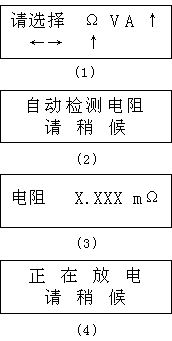 请选择 Ω V A ↑
←→ ↑
(1)
自动检测电阻
请 稍 候
(2)
电阻 X.XXX mΩ
(3)
正 在 放 电
请 稍 候
(4)